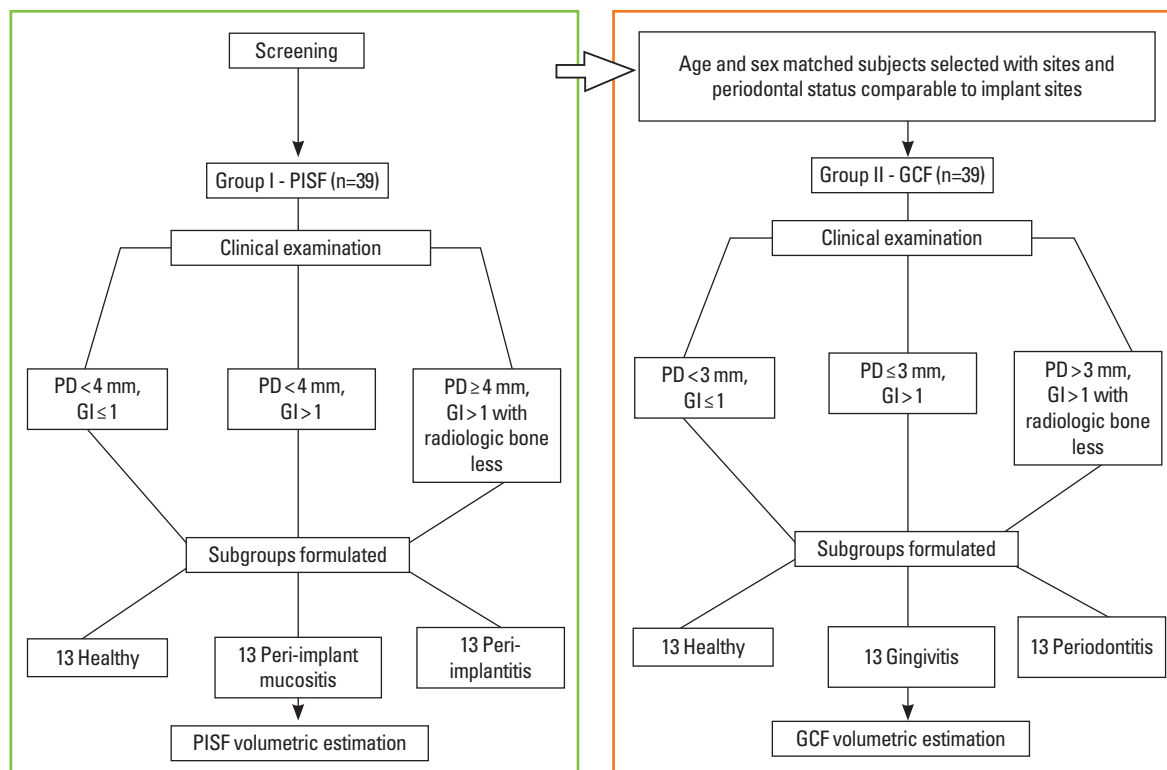 Screening
Group I - PISF (n=39)
Clinical examination
PD < 4 mm,
GI ≤ 1
PD < 4 mm,
GI > 1
PD ≥ 4 mm,
GI > 1 with
radiologic bone
less
Subgroups formulated
13 Healthy
13 Peri-implant
mucositis
13 Peri-
implantitis
PISF volumetric estimation
Age and sex matched subjects selected with sites and
periodontal status comparable to implant sites
Group II - GCF (n=39)
Clinical examination
PD < 3 mm,
GI ≤ 1
PD ≤ 3 mm,
GI > 1
PD > 3 mm,
GI > 1 with
radiologic bone
less
Subgroups formulated
13 Healthy
13 Gingivitis
13 Periodontitis
GCF volumetric estimation